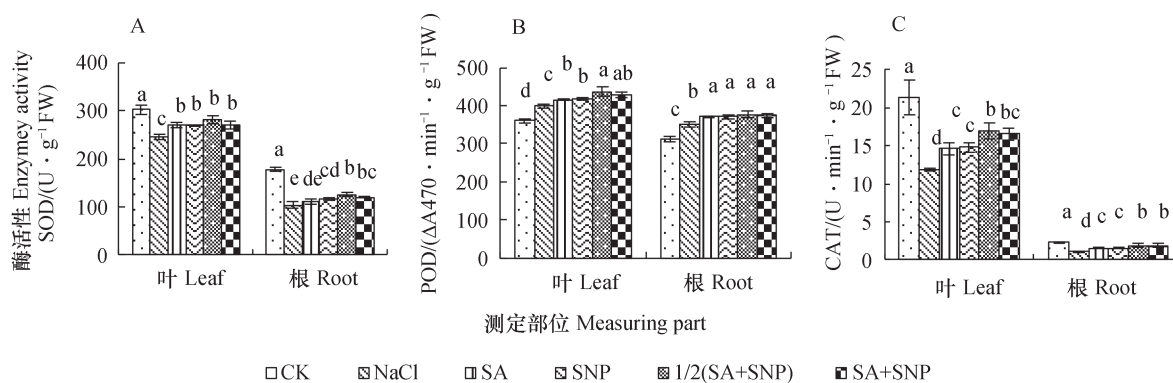 A
酶活性 Enzymey activity
SOD/(U · g⁻¹ FW)
400
300
200
100
0
a
c
b
b
b
b
a
e
de
cd
b
bc
叶 Leaf
根 Root
B
POD/(ΔA470 · min⁻¹ · g⁻¹ FW)
500
400
300
200
100
0
d
c
b
b
a
ab
c
b
a
a
a
a
叶 Leaf
根 Root
C
CAT/(U · min⁻¹ · g⁻¹ FW)
25
20
15
10
5
0
a
d
c
c
b
bc
a
d
c
c
b
b
叶 Leaf
根 Root
测定部位 Measuring part
CK NaCl SA SNP 1/2(SA+SNP) SA+SNP